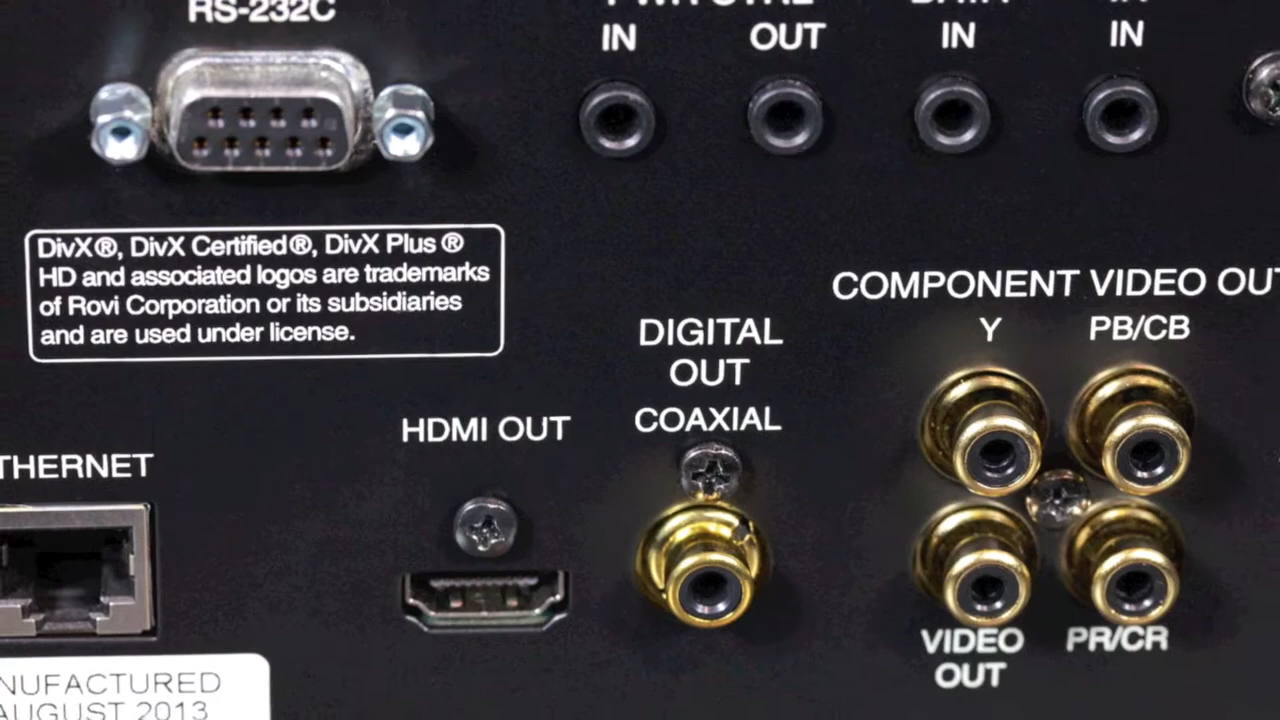 RS-232C
IN
OUT
IN
IN
DivX®, DivX Certified®, DivX Plus ®
HD and associated logos are trademarks
of Rovi Corporation or its subsidiaries
and are used under license.
COMPONENT VIDEO OUT
Y
PB/CB
DIGITAL
OUT
COAXIAL
HDMI OUT
THERNET
VIDEO
OUT
PR/CR
NUFACTURED
AUGUST 2013